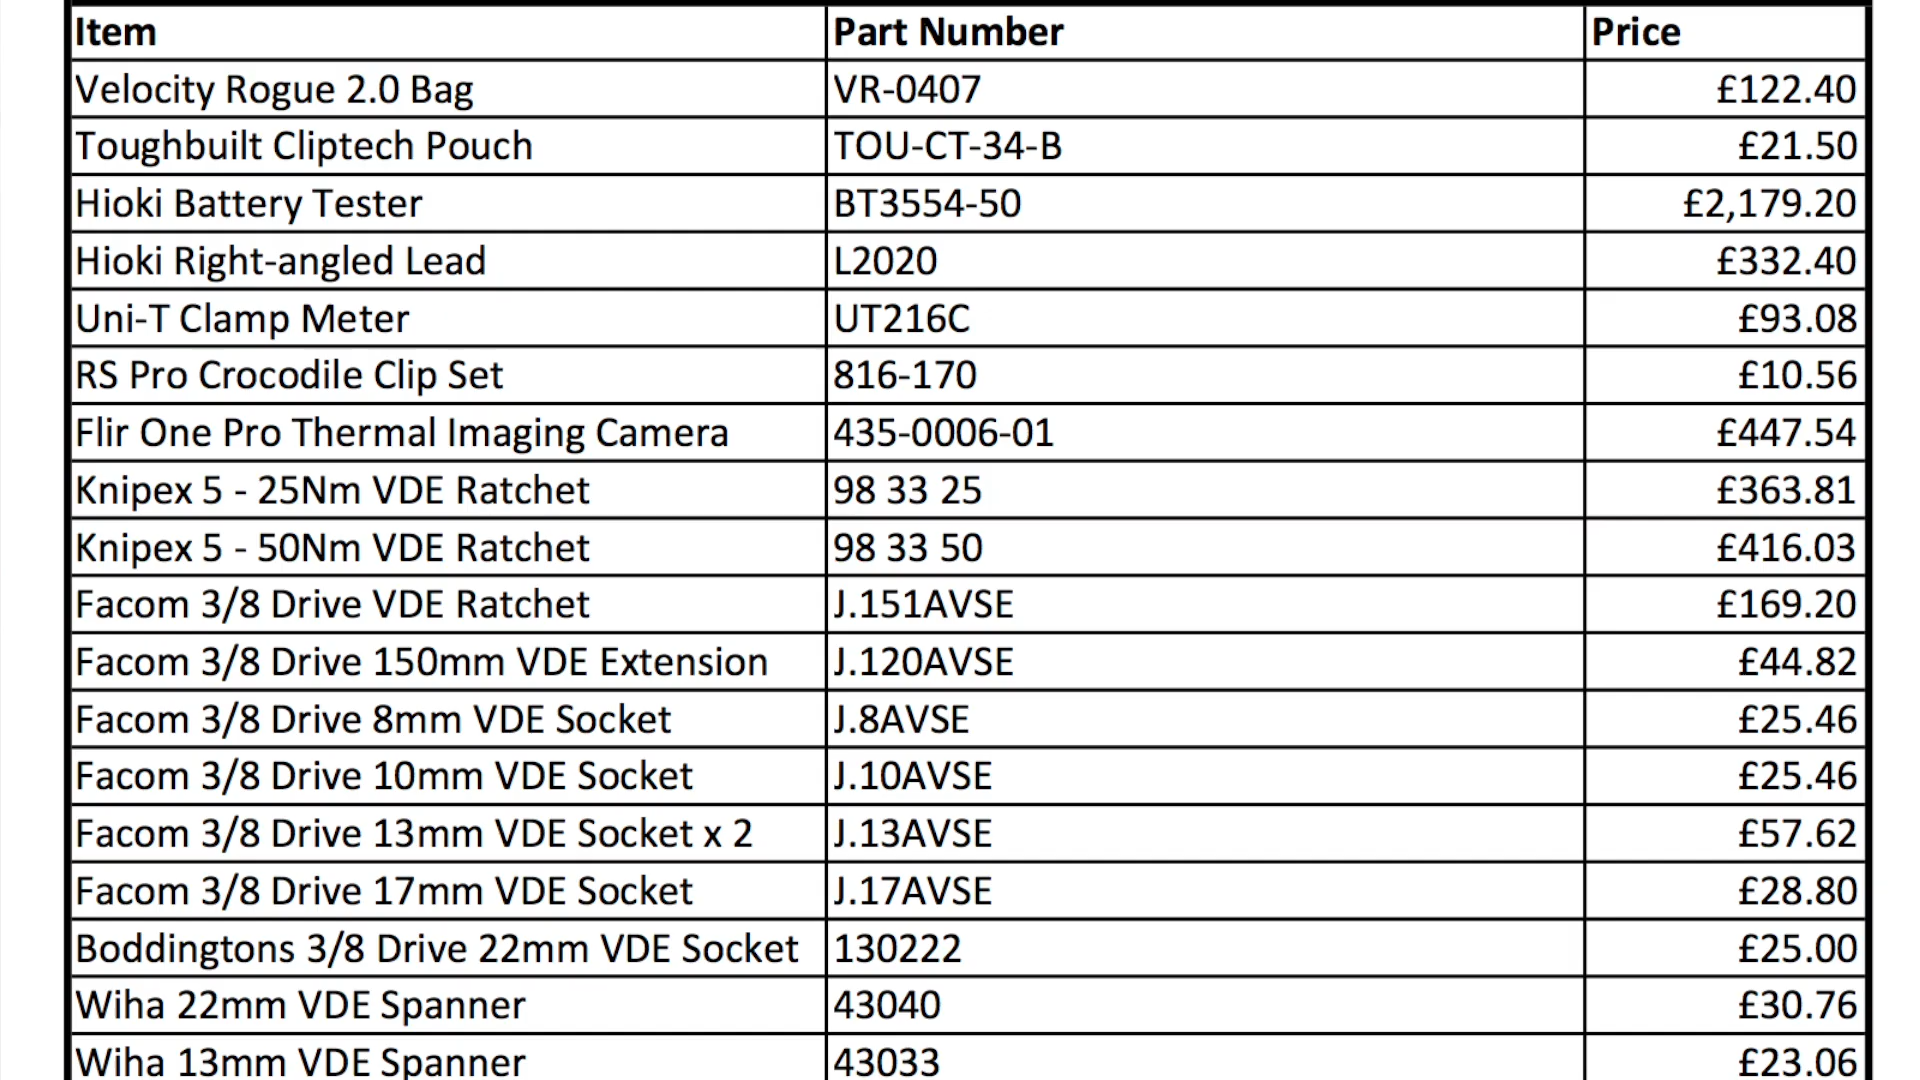 Item Part Number Price
Velocity Rogue 2.0 Bag VR-0407 £122.40
Toughbuilt Cliptech Pouch TOU-CT-34-B £21.50
Hioki Battery Tester BT3554-50 £2,179.20
Hioki Right-angled Lead L2020 £332.40
Uni-T Clamp Meter UT216C £93.08
RS Pro Crocodile Clip Set 816-170 £10.56
Flir One Pro Thermal Imaging Camera 435-0006-01 £447.54
Knipex 5 - 25Nm VDE Ratchet 98 33 25 £363.81
Knipex 5 - 50Nm VDE Ratchet 98 33 50 £416.03
Facom 3/8 Drive VDE Ratchet J.151AVSE £169.20
Facom 3/8 Drive 150mm VDE Extension J.120AVSE £44.82
Facom 3/8 Drive 8mm VDE Socket J.8AVSE £25.46
Facom 3/8 Drive 10mm VDE Socket J.10AVSE £25.46
Facom 3/8 Drive 13mm VDE Socket x 2 J.13AVSE £57.62
Facom 3/8 Drive 17mm VDE Socket J.17AVSE £28.80
Boddingtons 3/8 Drive 22mm VDE Socket 130222 £25.00
Wiha 22mm VDE Spanner 43040 £30.76
Wiha 13mm VDE Spanner 43033 £23.06